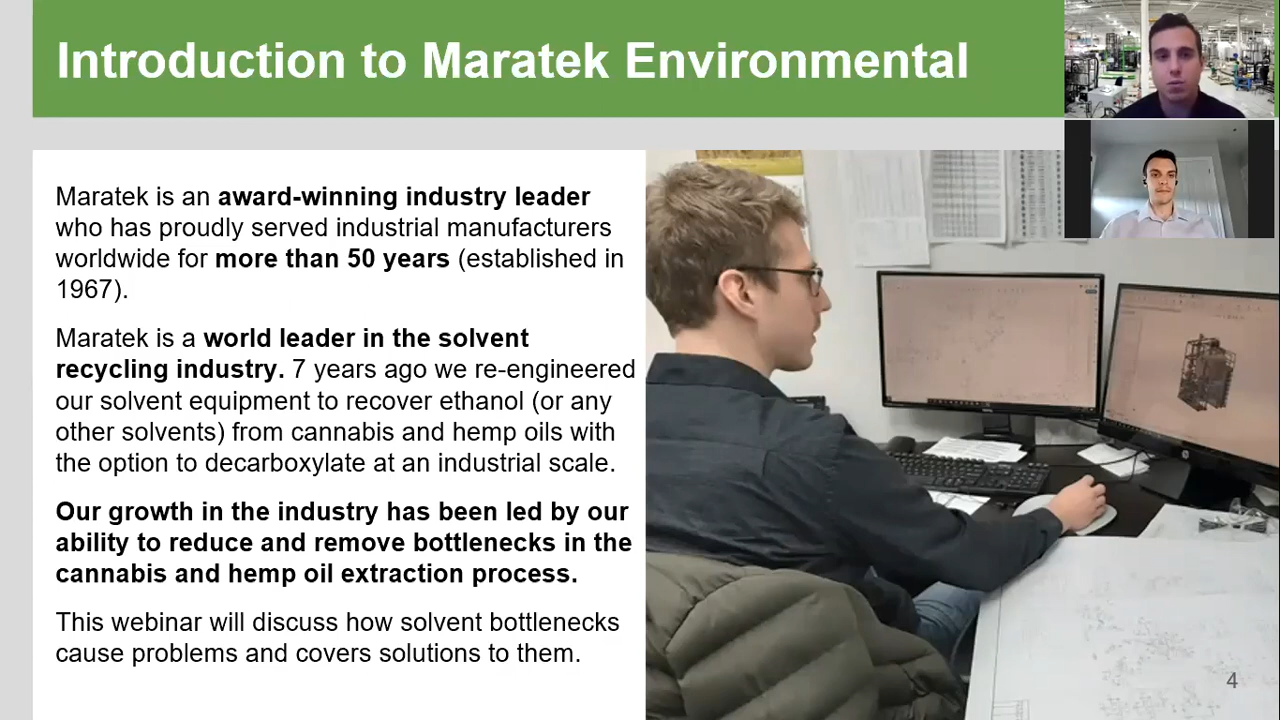 Introduction to Maratek Environmental
Maratek is an award-winning industry leader
who has proudly served industrial manufacturers
worldwide for more than 50 years (established in
1967).
Maratek is a world leader in the solvent
recycling industry. 7 years ago we re-engineered
our solvent equipment to recover ethanol (or any
other solvents) from cannabis and hemp oils with
the option to decarboxylate at an industrial scale.
Our growth in the industry has been led by our
ability to reduce and remove bottlenecks in the
cannabis and hemp oil extraction process.
This webinar will discuss how solvent bottlenecks
cause problems and covers solutions to them.
4